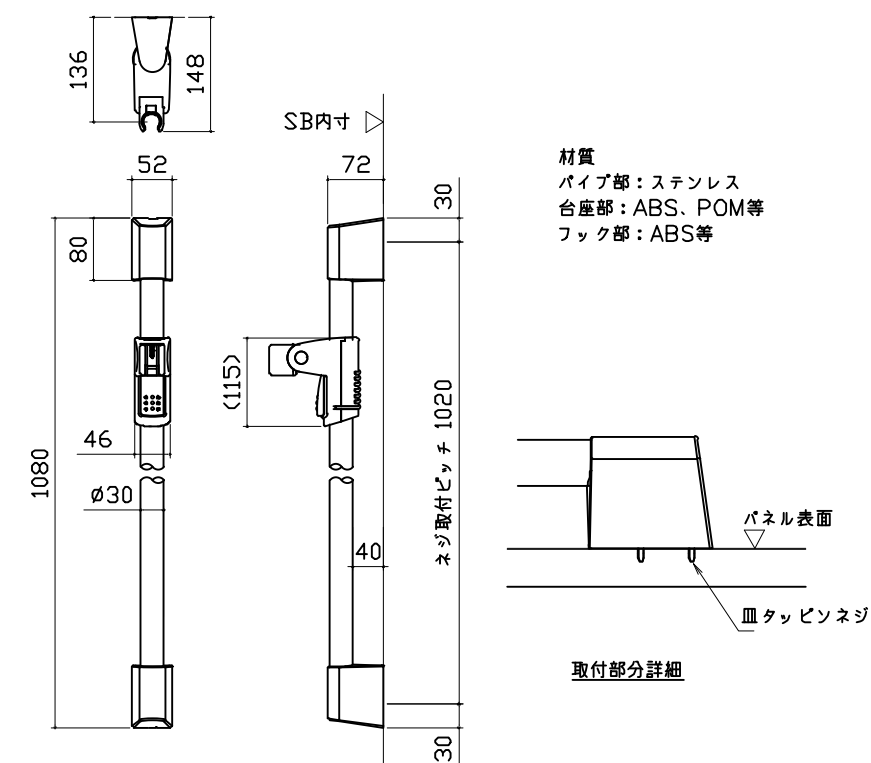 136
148
SB内寸
52
72
30
材質
パイプ部：ステンレス
台座部：ABS、POM等
フック部：ABS等
80
(115)
46
1080
ø30
40
ネジ取付ピッチ 1020
パネル表面
皿タッピンネジ
取付部分詳細
30